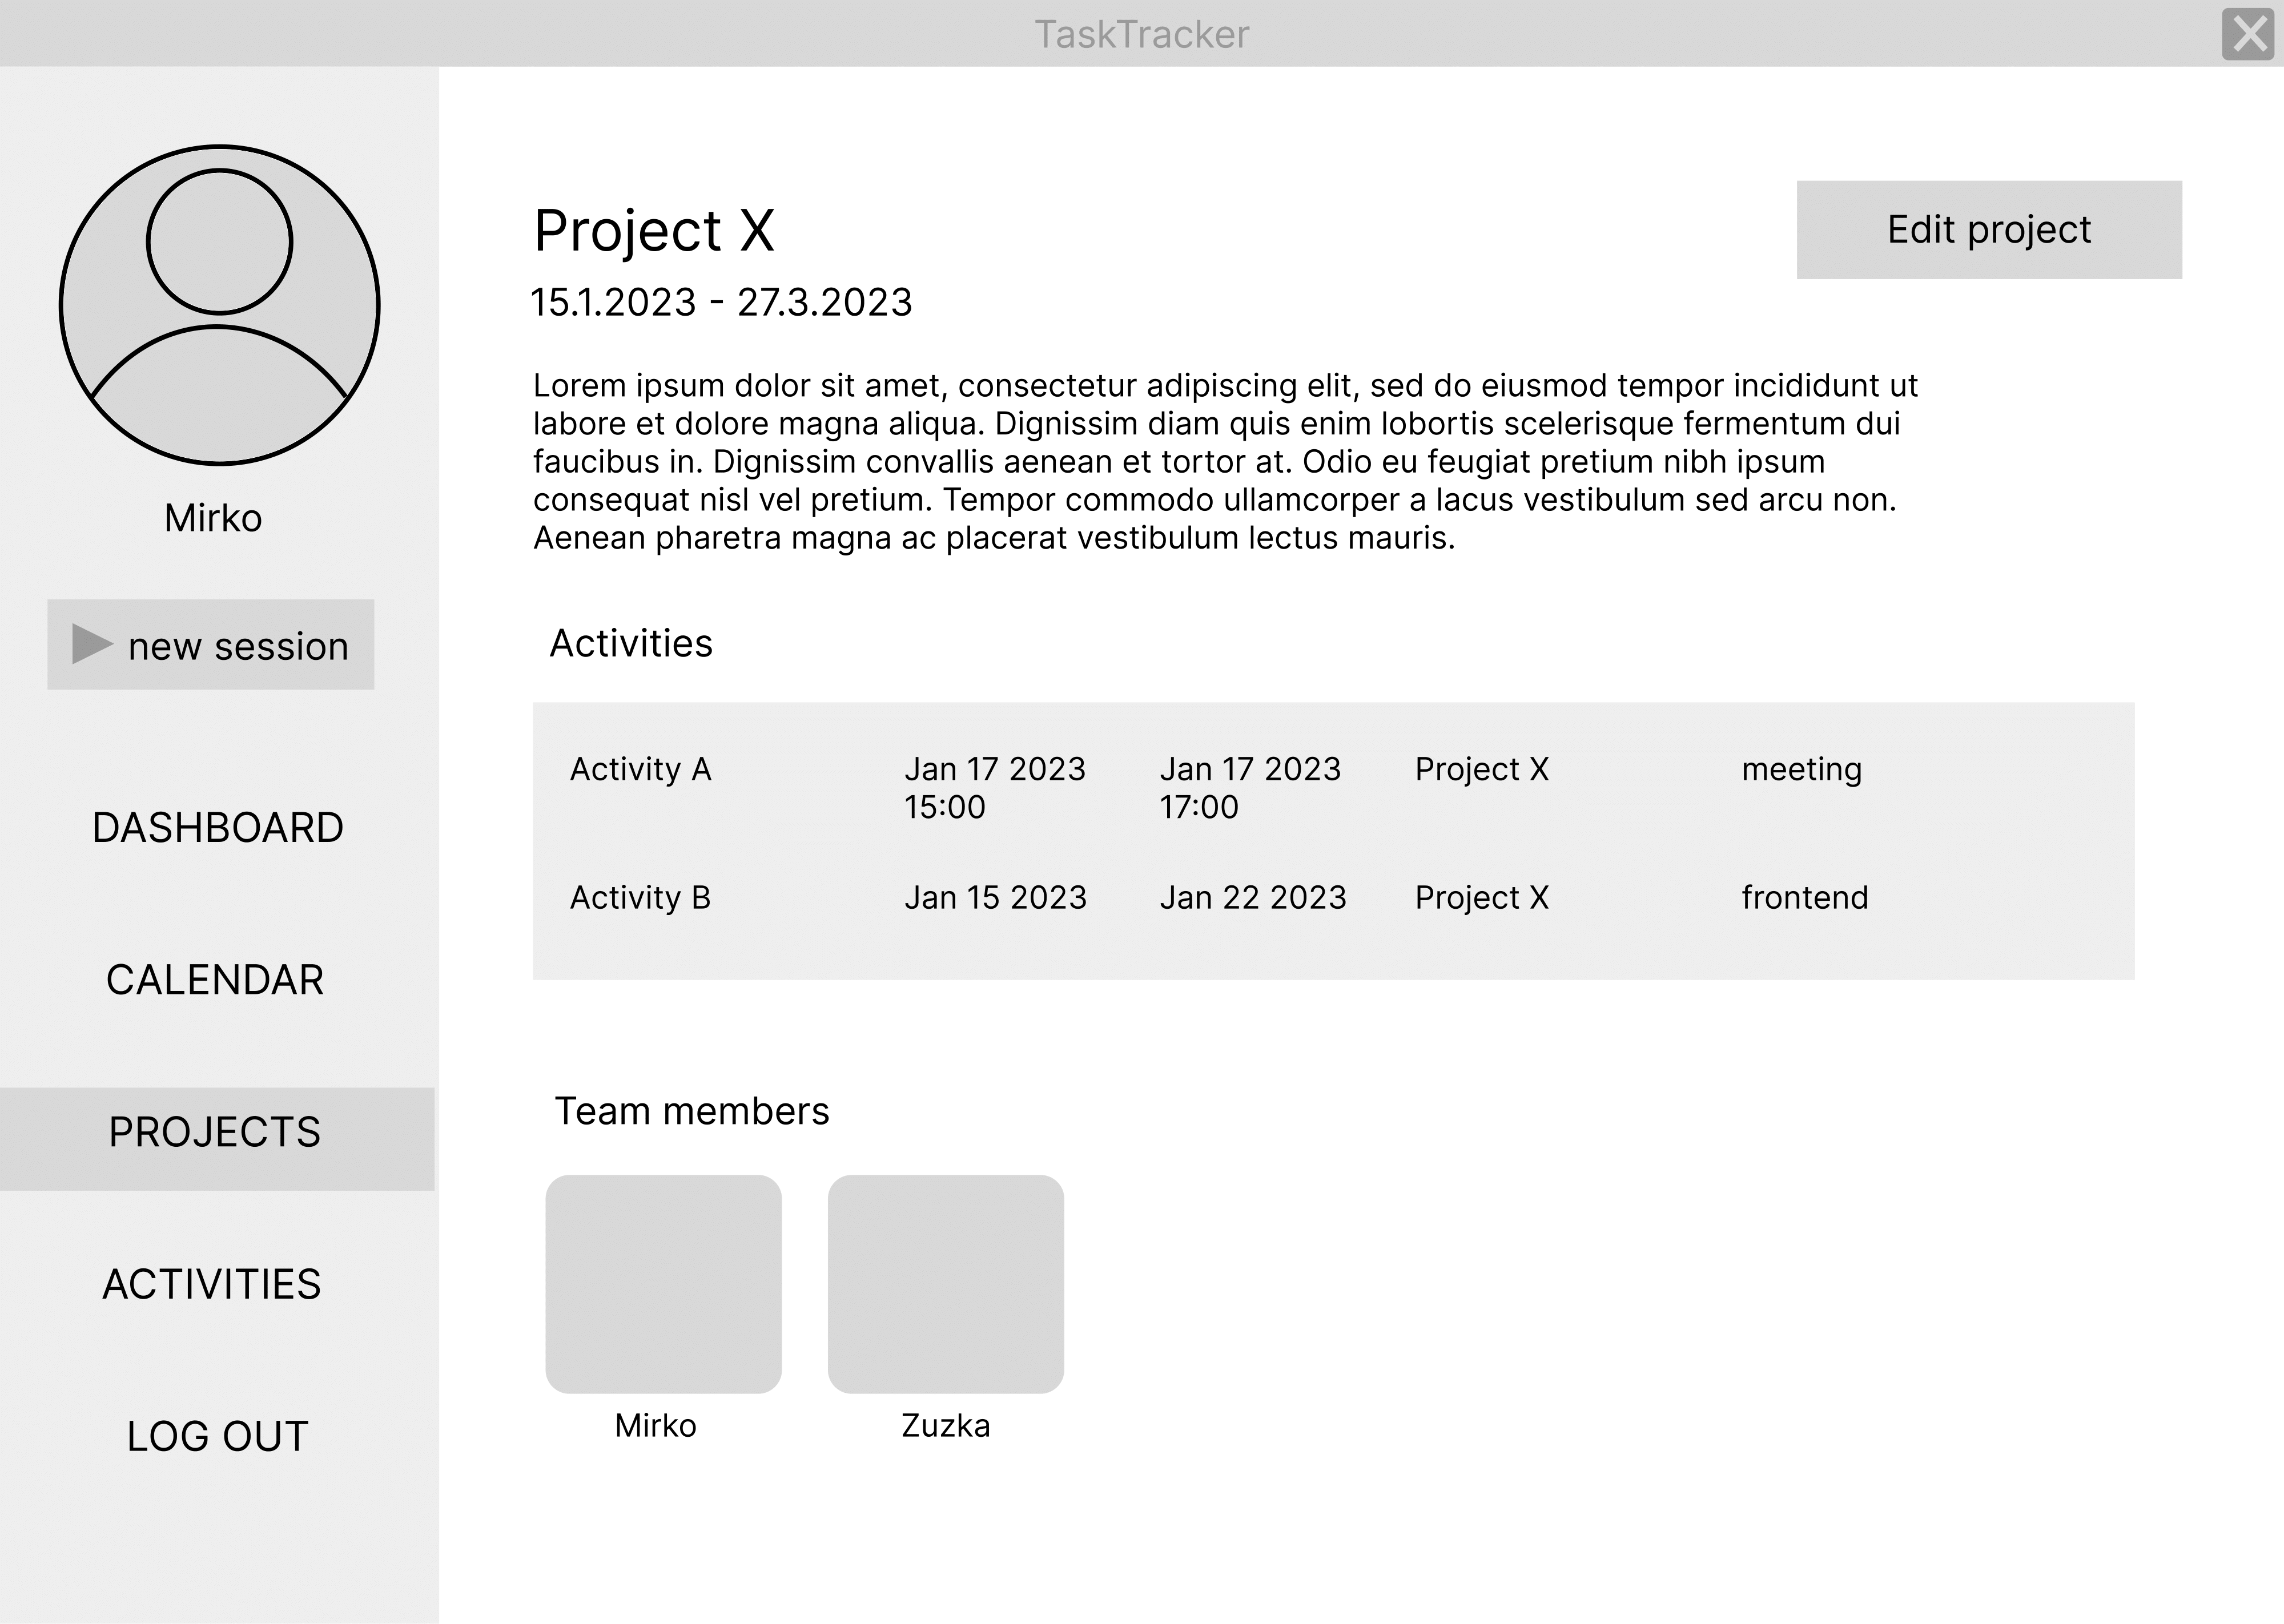 TaskTracker
Mirko
new session
DASHBOARD
CALENDAR
PROJECTS
ACTIVITIES
LOG OUT
Project X
Edit project
15.1.2023 - 27.3.2023
Lorem ipsum dolor sit amet, consectetur adipiscing elit, sed do eiusmod tempor incididunt ut
labore et dolore magna aliqua. Dignissim diam quis enim lobortis scelerisque fermentum dui
faucibus in. Dignissim convallis aenean et tortor at. Odio eu feugiat pretium nibh ipsum
consequat nisl vel pretium. Tempor commodo ullamcorper a lacus vestibulum sed arcu non.
Aenean pharetra magna ac placerat vestibulum lectus mauris.
Activities
Activity A Jan 17 2023 Jan 17 2023 Project X meeting
15:00 17:00
Activity B Jan 15 2023 Jan 22 2023 Project X frontend
Team members
Mirko Zuzka